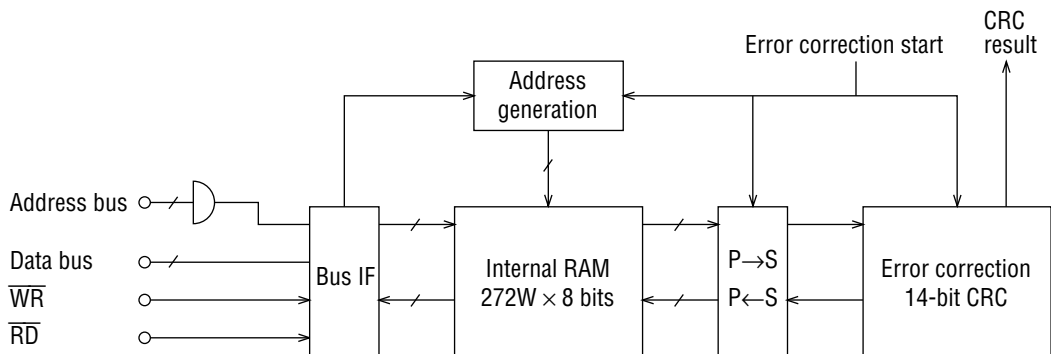 CRC
result
Error correction start
Address
generation
Address bus
Data bus
WR
RD
Bus IF
Internal RAM
272W × 8 bits
P→S
P←S
Error correction
14-bit CRC